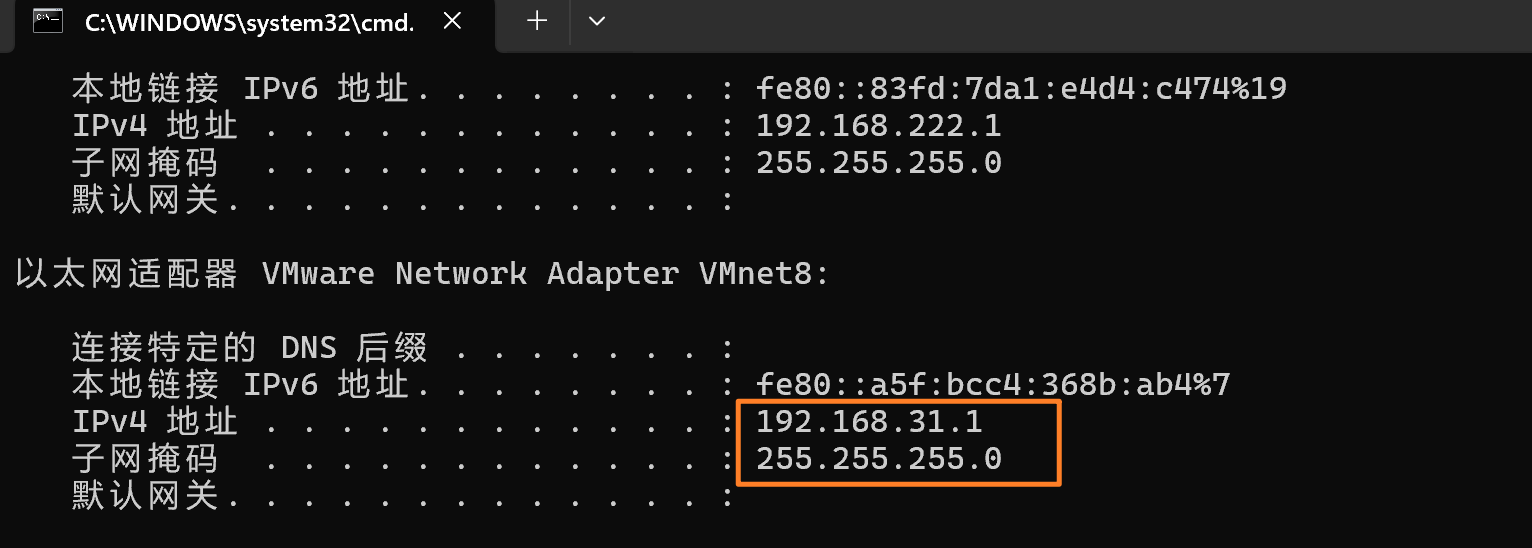 C:\WINDOWS\system32\cmd.
本地链接 IPv6 地址. . . . . . . . : fe80::83fd:7da1:e4d4:c474%19
IPv4 地址 . . . . . . . . . . . . : 192.168.222.1
子网掩码  . . . . . . . . . . . . : 255.255.255.0
默认网关. . . . . . . . . . . . . :
以太网适配器 VMware Network Adapter VMnet8:
连接特定的 DNS 后缀 . . . . . . . :
本地链接 IPv6 地址. . . . . . . . : fe80::a5f:bcc4:368b:ab4%7
IPv4 地址 . . . . . . . . . . . . : 192.168.31.1
子网掩码  . . . . . . . . . . . . : 255.255.255.0
默认网关. . . . . . . . . . . . . :